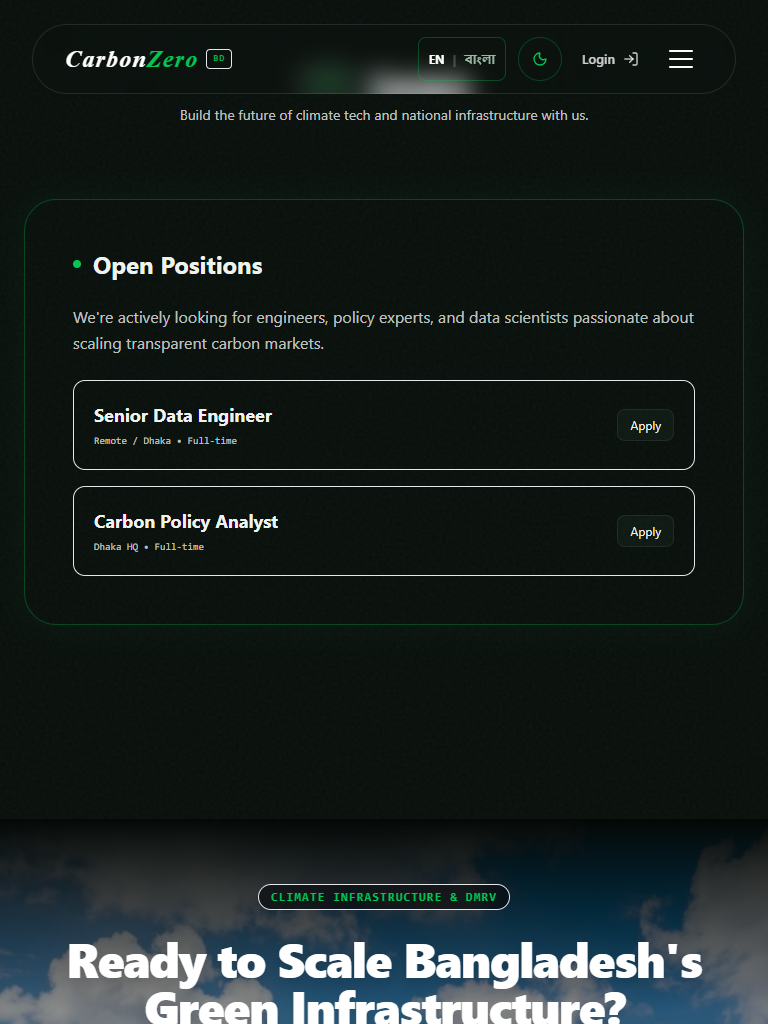 CarbonZero BD EN | বাংলা Login
Build the future of climate tech and national infrastructure with us.
Open Positions
We're actively looking for engineers, policy experts, and data scientists passionate about
scaling transparent carbon markets.
Senior Data Engineer
Remote / Dhaka • Full-time
Apply
Carbon Policy Analyst
Dhaka HQ • Full-time
Apply
CLIMATE INFRASTRUCTURE & DMRV
Ready to Scale Bangladesh's
Green Infrastructure?